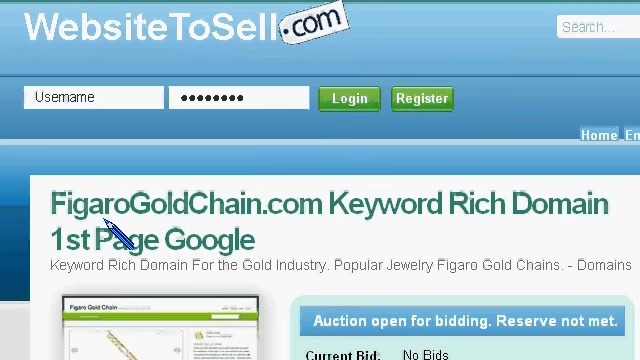 WebsiteToSell.com
Search...
Username
Login
Register
Home
FigaroGoldChain.com Keyword Rich Domain
1st Page Google
Keyword Rich Domain For the Gold Industry. Popular Jewelry Figaro Gold Chains. - Domains
Figaro Gold Chain
Auction open for bidding. Reserve not met.
Current Bid: No Bids